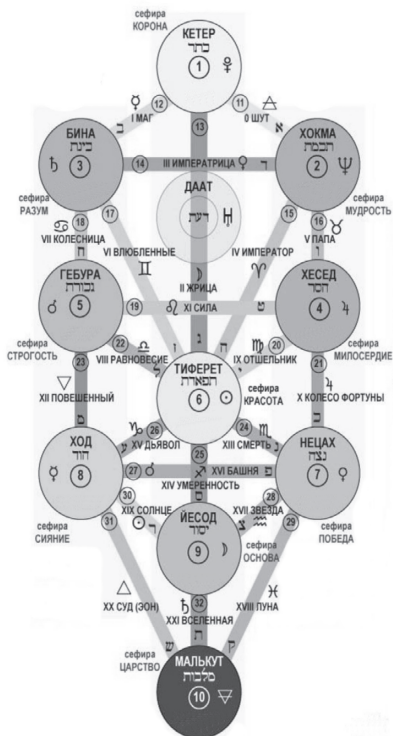 сефира
КОРОНА
КЕТЕР
כתר
1 ♇
☿ 12
11 🜁
I МАГ
0 ШУТ
ב
א
13
БИНА
בינת
♄ 3
ХОКМА
2 ♆
14 III ИМПЕРАТРИЦА ♀ ד
ДААТ
דעת ♅
сефира
РАЗУМ
сефира
МУДРОСТЬ
♋ 18
17
15
16 ♉
VII КОЛЕСНИЦА
V ПАПА
ח
ו
VI ВЛЮБЛЕННЫЕ
IV ИМПЕРАТОР
♊
♈
☽
II ЖРИЦА
ГЕБУРА
♂ 5
ХЕСЕД
חסד
4 ♃
19 ♌ XI СИЛА ט
сефира
СТРОГОСТЬ
сефира
МИЛОСЕРДИЕ
ז
ג
ה
22 ♎
♍ 20
VIII РАВНОВЕСИЕ
IX ОТШЕЛЬНИК
ל
י
23
▽
XII ПОВЕШЕННЫЙ
21
♃
X КОЛЕСО ФОРТУНЫ
כ
ТИФЕРЕТ
תפארת
6 ☉
сефира
КРАСОТА
♑ 26
24 ♏
ע XV ДЬЯВОЛ
XIII СМЕРТЬ נ
25
ХОД
הוד
☿ 8
НЕЦАХ
נצח
7 ♀
27 ♂ ♐ XVI БАШНЯ פ
XIV УМЕРЕННОСТЬ
ס
30
28
XIX СОЛНЦЕ
XVII ЗВЕЗДА
☉ ר
צ ♒
сефира
СИЯНИЕ
31
29
сефира
ПОБЕДА
ЙЕСОД
יסוד
9 ☽
сефира
ОСНОВА
△
XX СУД (ЭОН)
♓
XVIII ЛУНА
♄ 32
XXI ВСЕЛЕННАЯ
ת
ש
ק
сефира
ЦАРСТВО
МАЛЬКУТ
מלכות
10 🜃